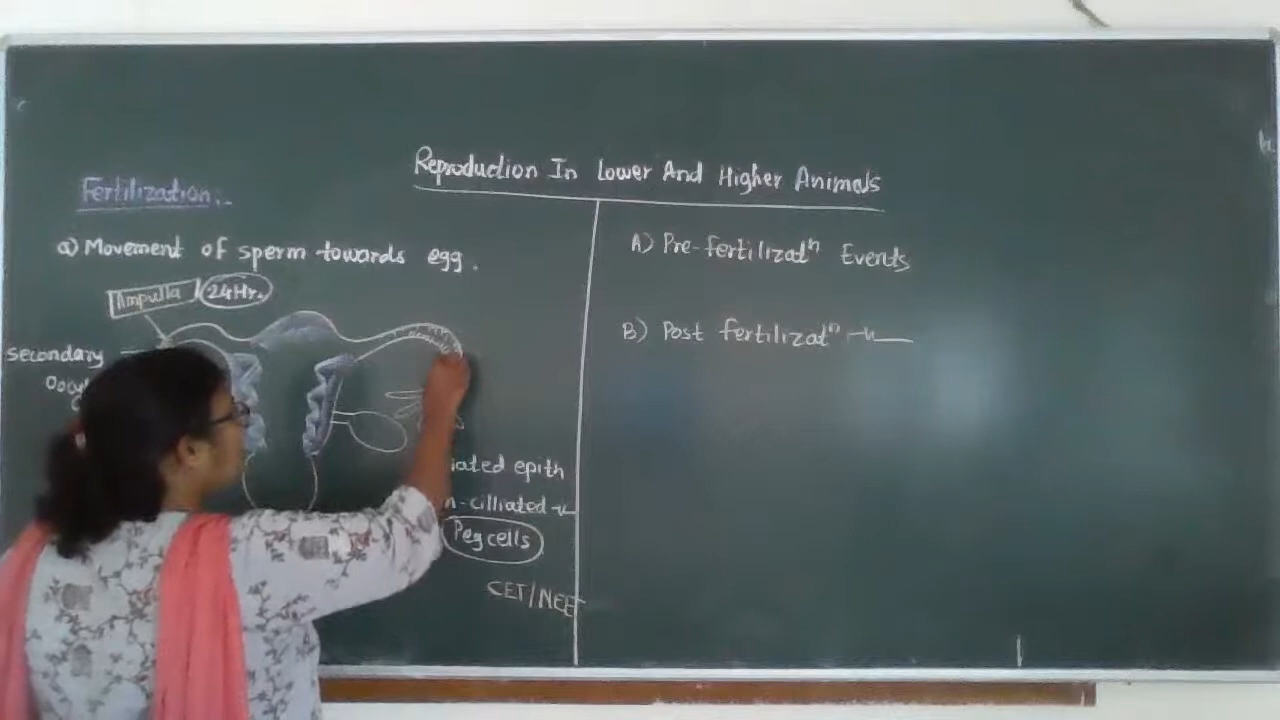 Reproduction In Lower And Higher Animals
Fertilization:-
a) Movement of sperm towards egg.
Ampulla 24Hr.
secondary
Oocy
iated epith
n-cilliated -"-
Peg cells
CET/NEET
A) Pre-fertilizatⁿ Events
B) Post fertilizatⁿ -"-